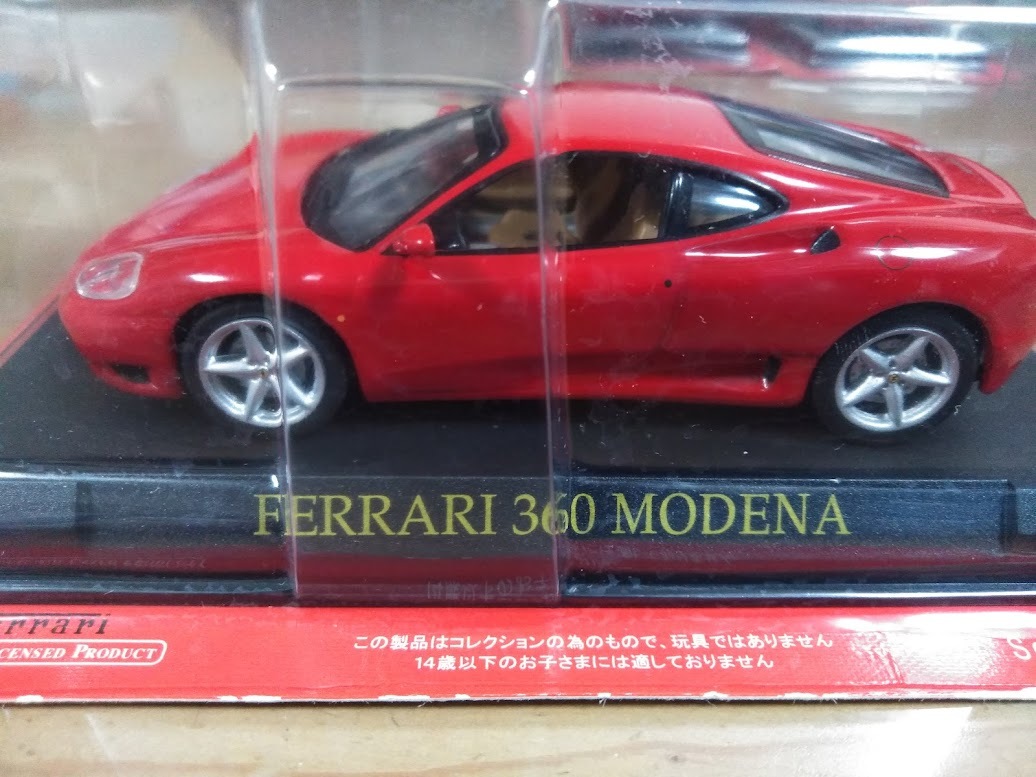 FERRARI 360 MODENA
この製品はコレクションの為のもので、玩具ではありません
14歳以下のお子さまには適しておりません
errari
CENSED PRODUCT